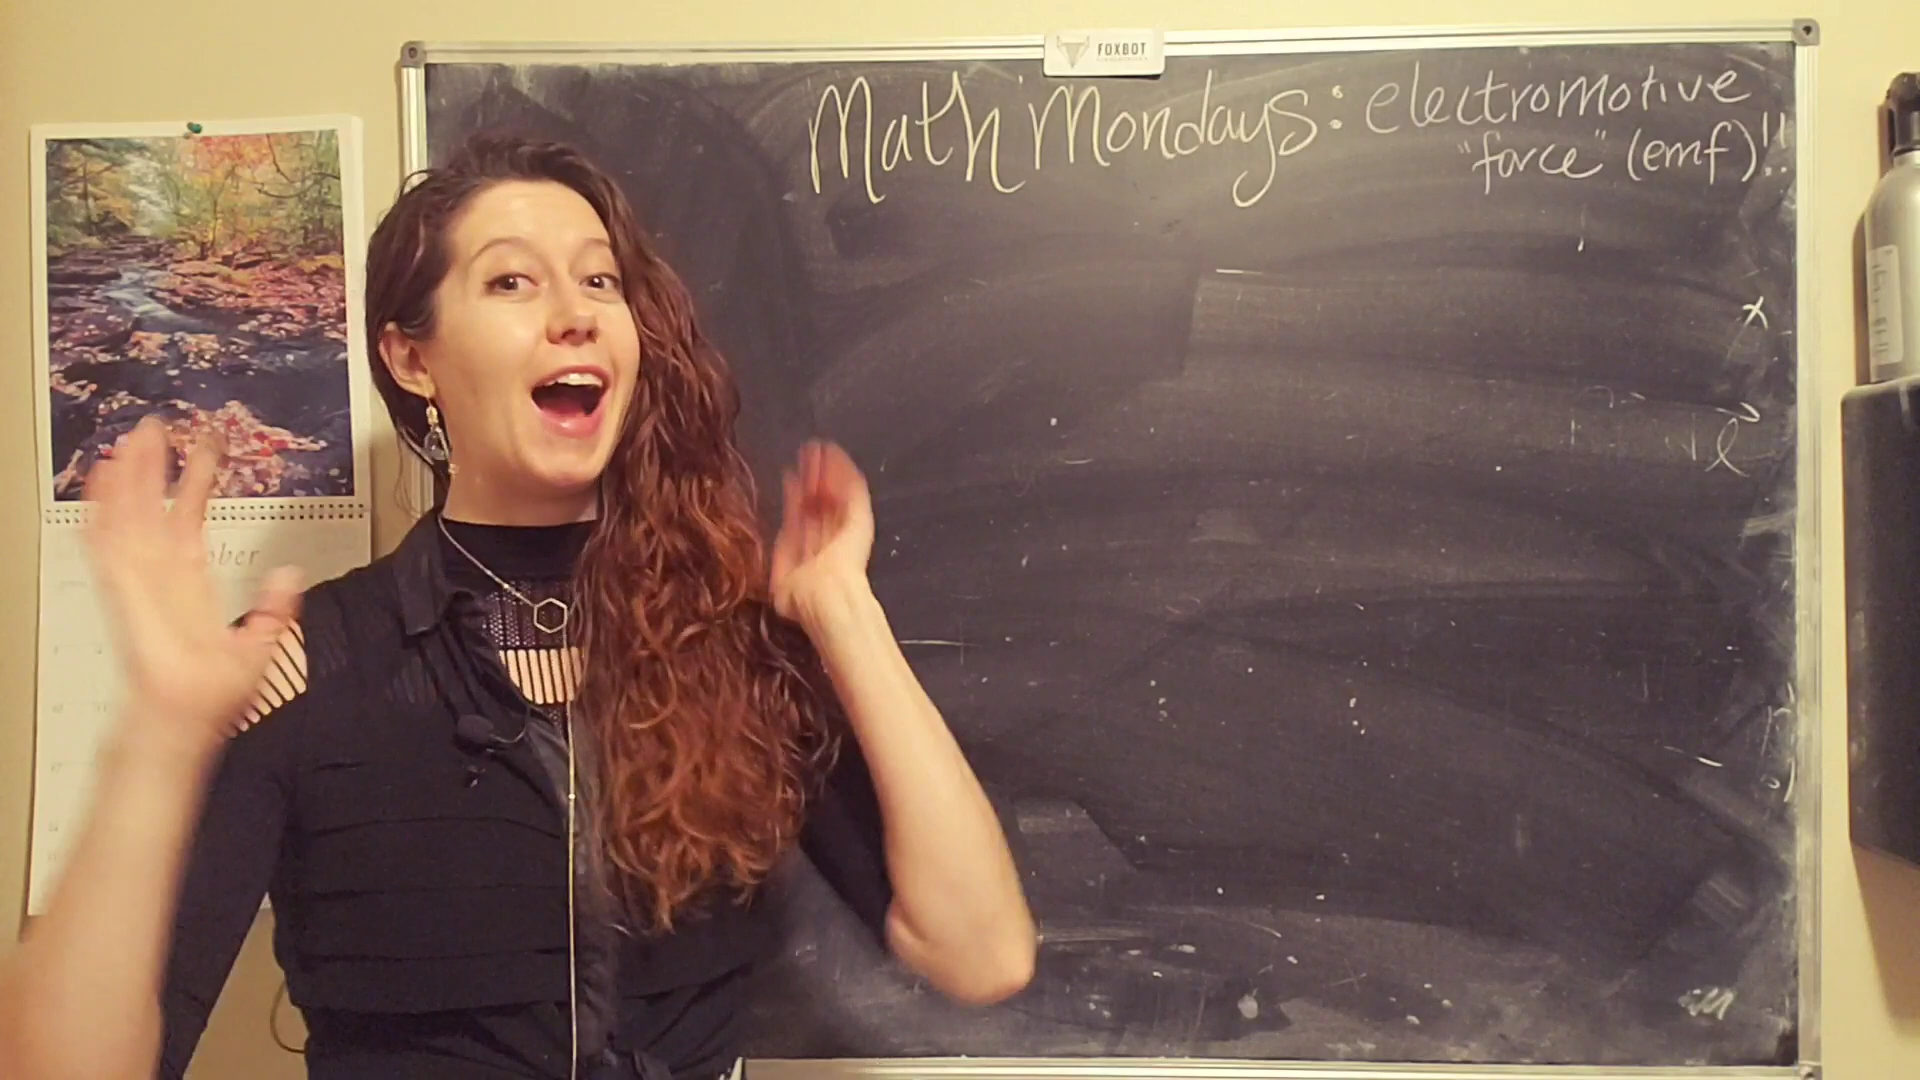 FOXBOT
Math Mondays: electromotive
"force" (emf)!!
x
l